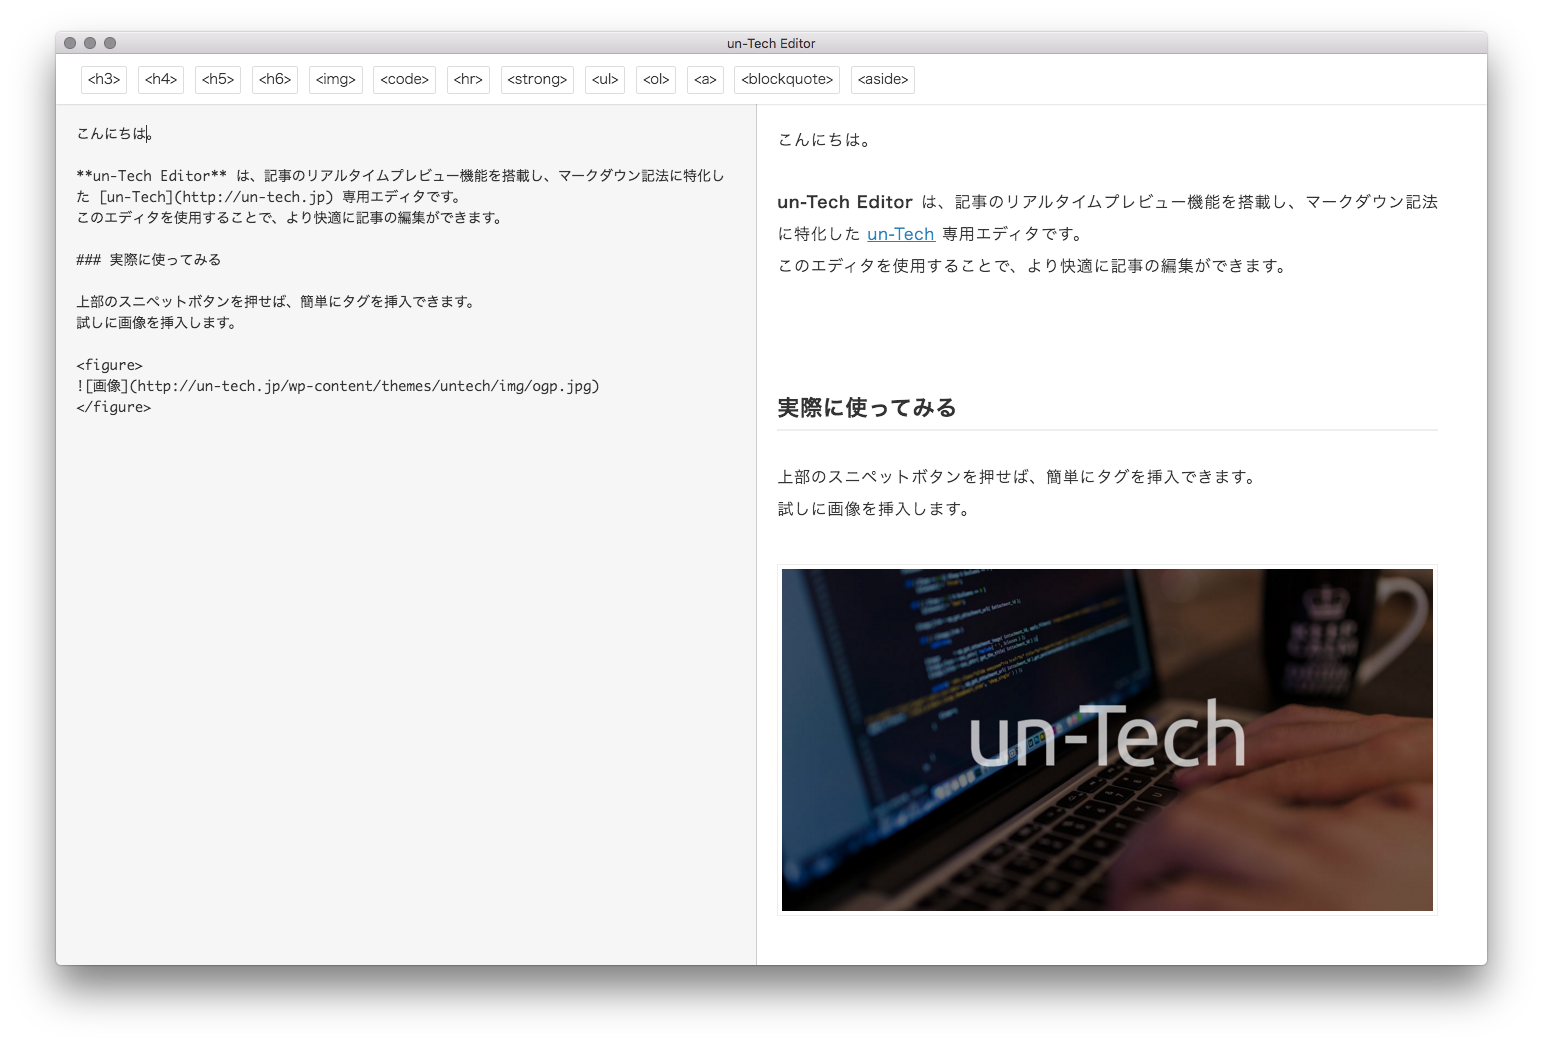 un-Tech Editor
<h3> <h4> <h5> <h6> <img> <code> <hr> <strong> <ul> <ol> <a> <blockquote> <aside>
こんにちは。
**un-Tech Editor** は、記事のリアルタイムプレビュー機能を搭載し、マークダウン記法に特化し
た [un-Tech](http://un-tech.jp) 専用エディタです。
このエディタを使用することで、より快適に記事の編集ができます。
### 実際に使ってみる
上部のスニペットボタンを押せば、簡単にタグを挿入できます。
試しに画像を挿入します。
<figure>
![画像](http://un-tech.jp/wp-content/themes/untech/img/ogp.jpg)
</figure>
こんにちは。
un-Tech Editor は、記事のリアルタイムプレビュー機能を搭載し、マークダウン記法
に特化した un-Tech 専用エディタです。
このエディタを使用することで、より快適に記事の編集ができます。
実際に使ってみる
上部のスニペットボタンを押せば、簡単にタグを挿入できます。
試しに画像を挿入します。
KEEP
CALM
un-Tech